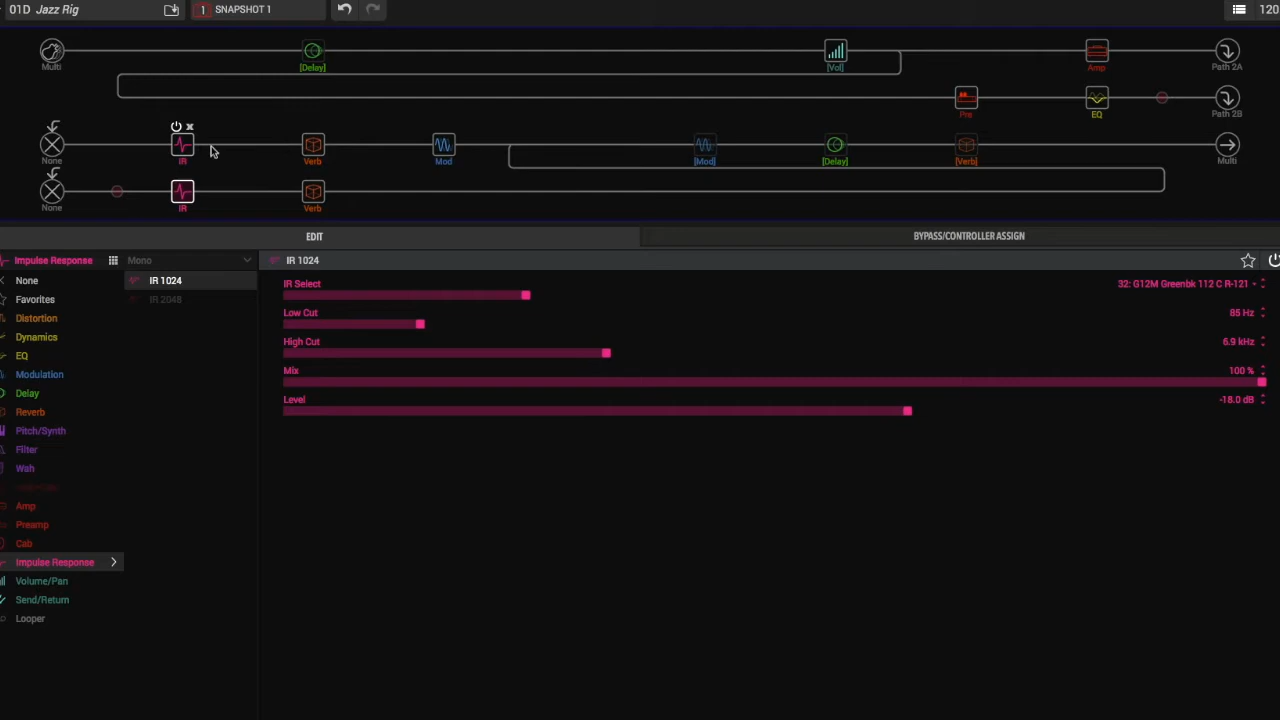 01D Jazz Rig 1 SNAPSHOT 1 120
Multi [Delay] [Vol] Amp Path 2A
Pre EQ Path 2B
None IR Verb Mod [Mod] [Delay] [Verb] Multi
None IR Verb
EDIT BYPASS/CONTROLLER ASSIGN
Impulse Response Mono IR 1024
None IR 1024
Favorites IR 2048
Distortion
Dynamics
EQ
Modulation
Delay
Reverb
Pitch/Synth
Filter
Wah
Amp
Preamp
Cab
Impulse Response
Volume/Pan
Send/Return
Looper
IR Select 32: G12M Greenbk 112 C R-121
Low Cut 85 Hz
High Cut 6.9 kHz
Mix 100 %
Level -18.0 dB